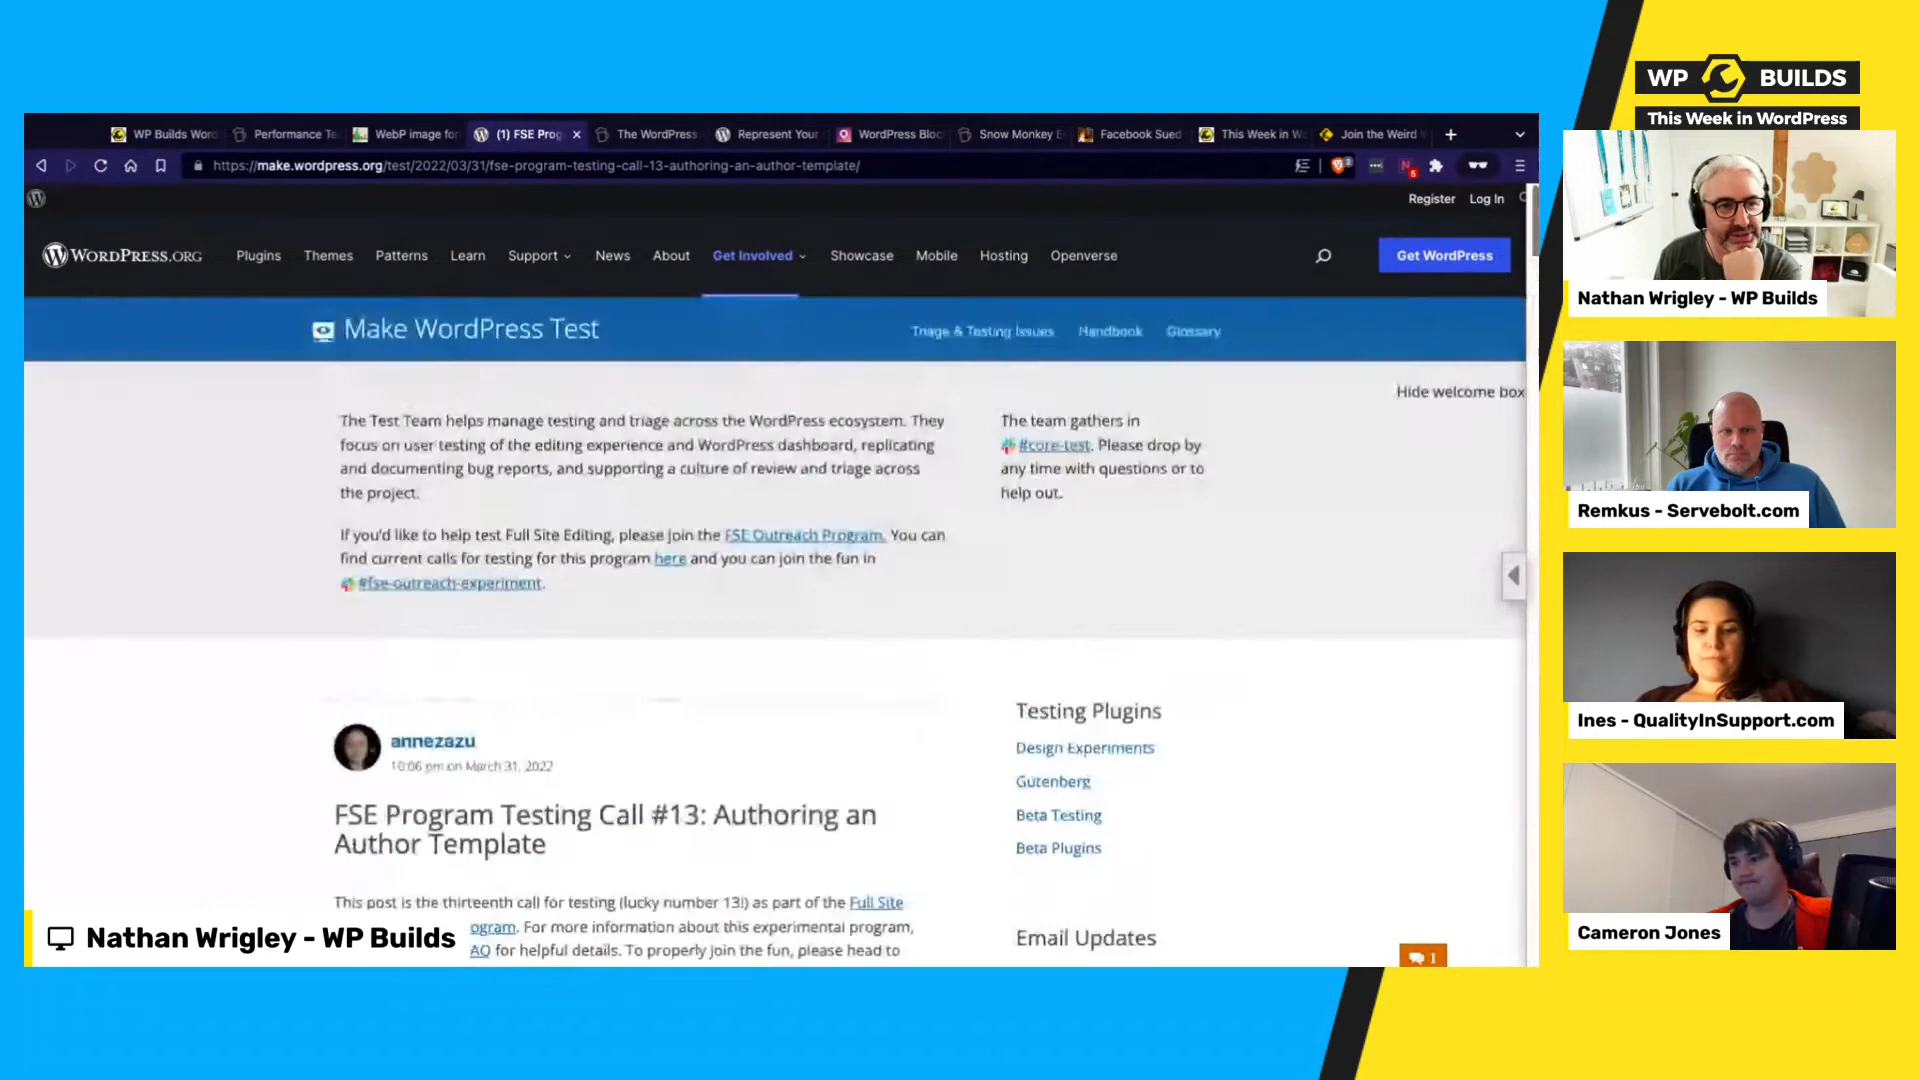 WP BUILDS
This Week in WordPress
WP Builds Wor
Performance Te
WebP image for
(1) FSE Prog
The WordPress
Represent Your
WordPress Bloc
Snow Monkey E
Facebook Sued
This Week in W
Join the Weird
https://make.wordpress.org/test/2022/03/31/fse-program-testing-call-13-authoring-an-author-template/
Register Log In
WORDPRESS.ORG
Plugins Themes Patterns Learn Support News About Get Involved Showcase Mobile Hosting Openverse
Get WordPress
Make WordPress Test
Triage & Testing Issues Handbook Glossary
Hide welcome box
The Test Team helps manage testing and triage across the WordPress ecosystem. They
focus on user testing of the editing experience and WordPress dashboard, replicating
and documenting bug reports, and supporting a culture of review and triage across
the project.
If you'd like to help test Full Site Editing, please join the FSE Outreach Program. You can
find current calls for testing for this program here and you can join the fun in
#fse-outreach-experiment.
The team gathers in
#core-test. Please drop by
any time with questions or to
help out.
annezazu
10:06 pm on March 31, 2022
FSE Program Testing Call #13: Authoring an
Author Template
This post is the thirteenth call for testing (lucky number 13!) as part of the Full Site
ogram. For more information about this experimental program,
AQ for helpful details. To properly join the fun, please head to
Testing Plugins
Design Experiments
Gutenberg
Beta Testing
Beta Plugins
Email Updates
1
Nathan Wrigley - WP Builds
Nathan Wrigley - WP Builds
Remkus - Servebolt.com
Ines - QualityInSupport.com
Cameron Jones